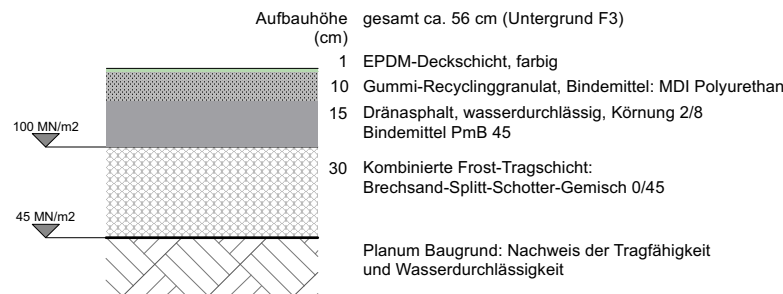 Aufbauhöhe gesamt ca. 56 cm (Untergrund F3)
(cm)
1 EPDM-Deckschicht, farbig
10 Gummi-Recyclinggranulat, Bindemittel: MDI Polyurethan
15 Dränasphalt, wasserdurchlässig, Körnung 2/8
Bindemittel PmB 45
100 MN/m2
30 Kombinierte Frost-Tragschicht:
Brechsand-Splitt-Schotter-Gemisch 0/45
45 MN/m2
Planum Baugrund: Nachweis der Tragfähigkeit
und Wasserdurchlässigkeit